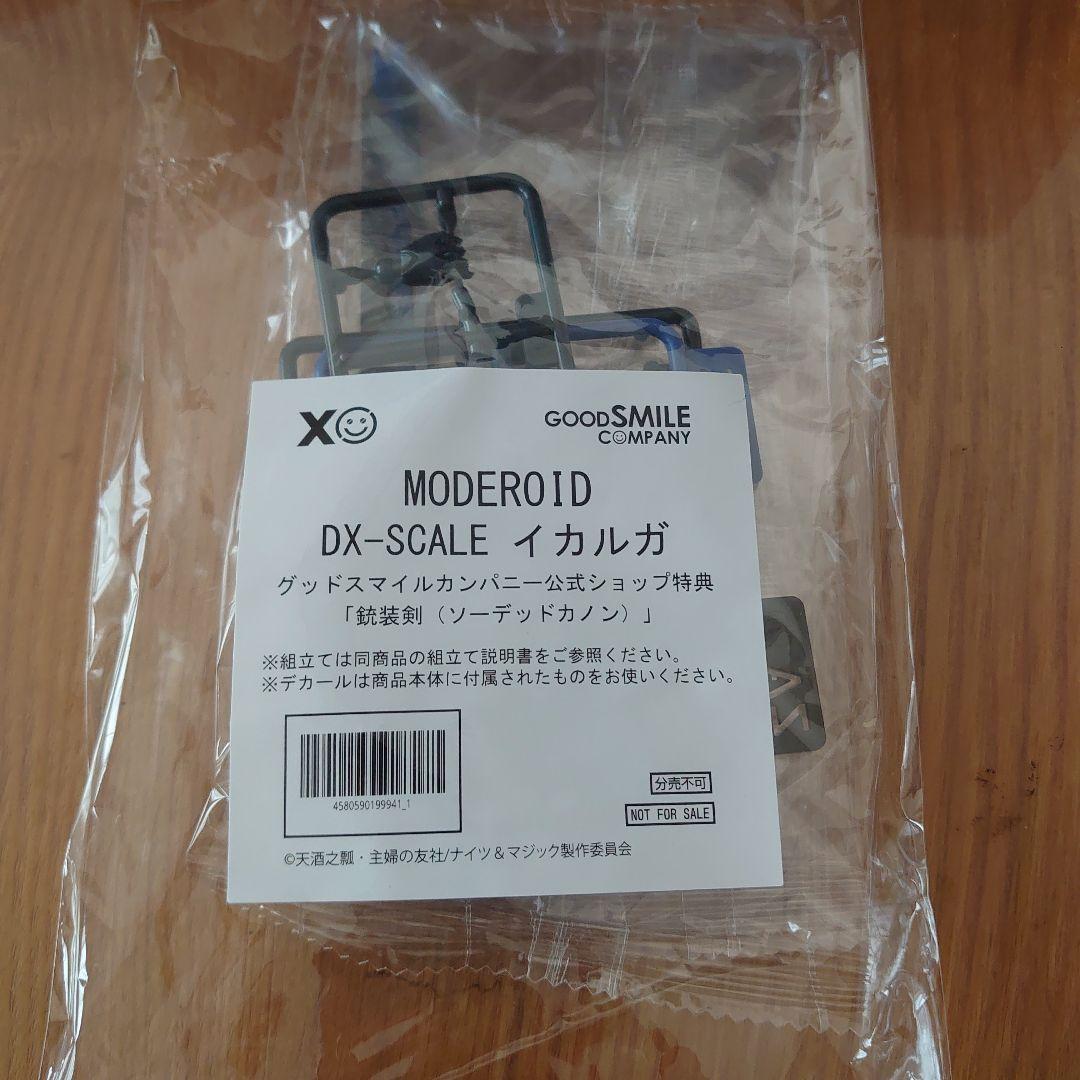 XO
GOODSMILE
COMPANY
MODEROID
DX-SCALE イカルガ
グッドスマイルカンパニー公式ショップ特典
「銃装剣（ソーデッドカノン）」
※組立ては同商品の組立て説明書をご参照ください。
※デカールは商品本体に付属されたものをお使いください。
4580590199941_1
分売不可
NOT FOR SALE
©天酒之瓢・主婦の友社/ナイツ＆マジック製作委員会